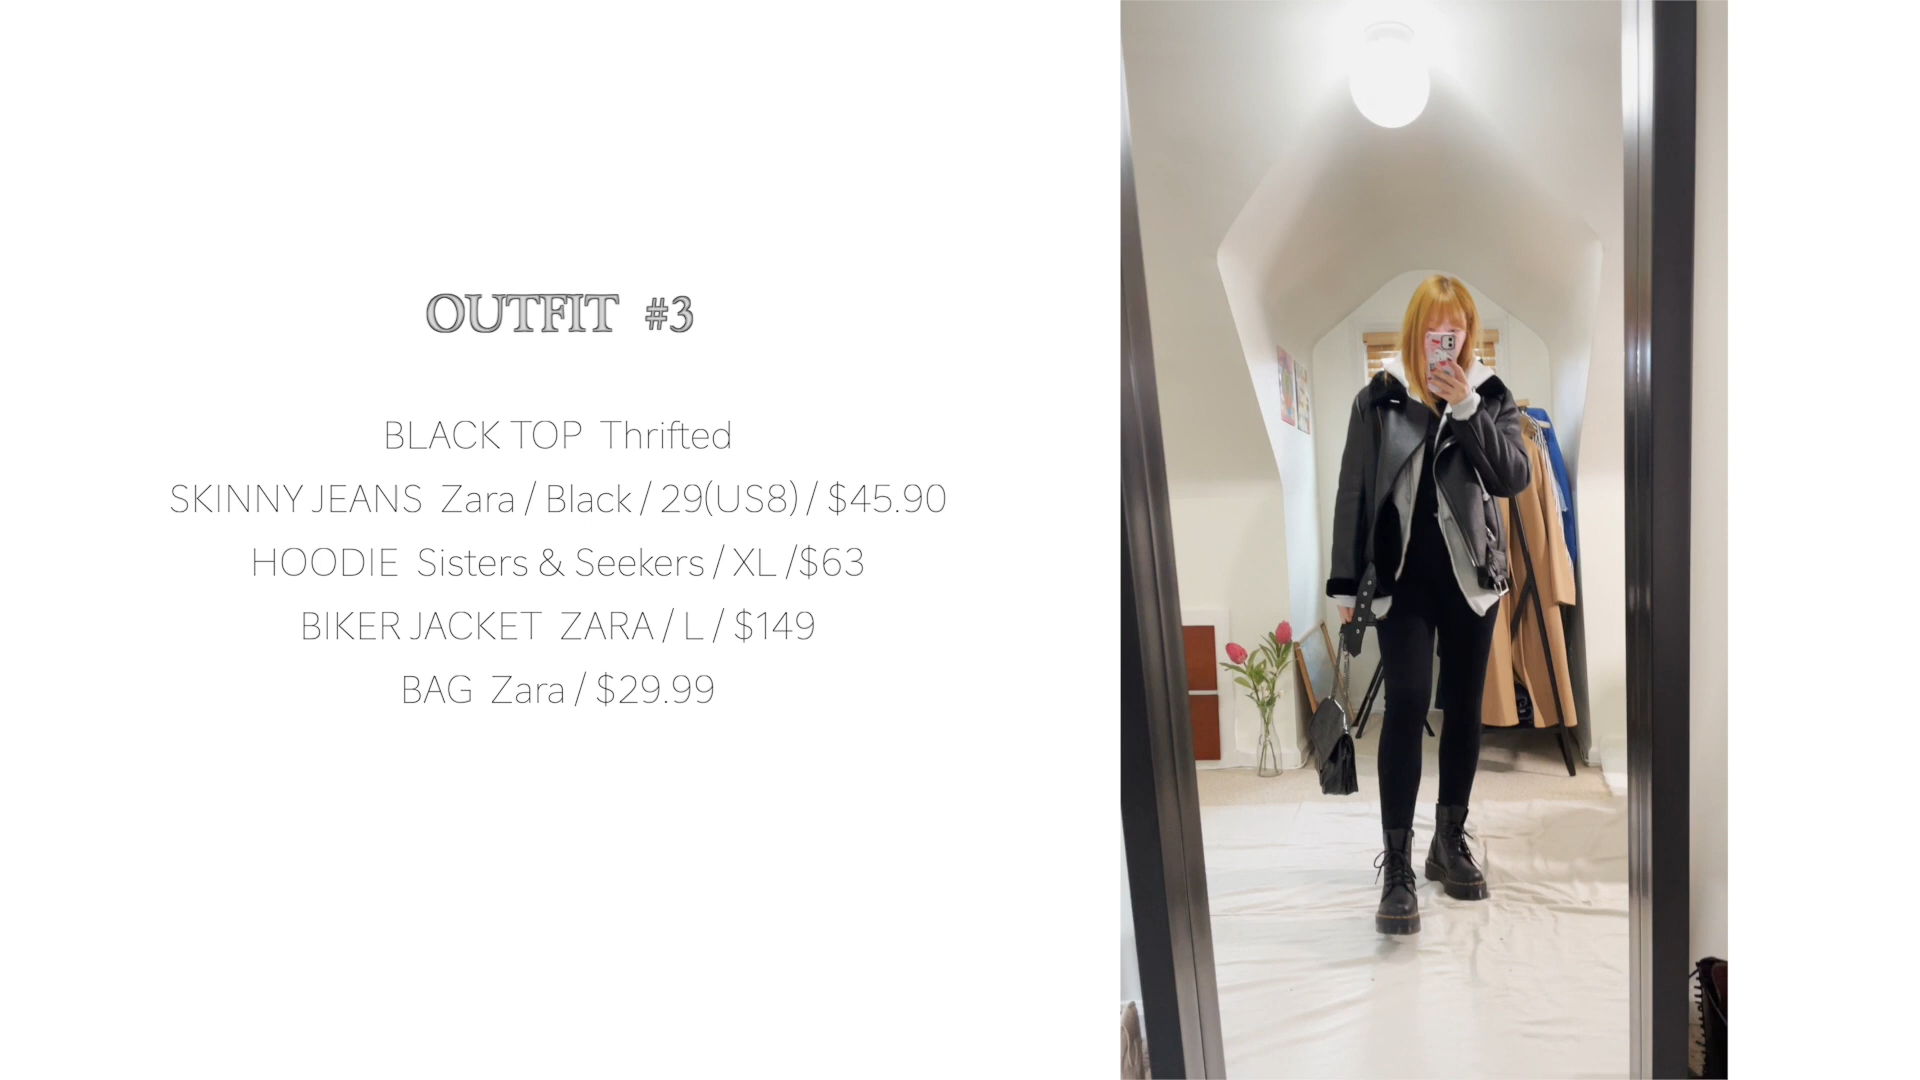 OUTFIT #3
BLACK TOP Thrifted
SKINNY JEANS Zara / Black / 29(US8) / $45.90
HOODIE Sisters & Seekers / XL /$63
BIKER JACKET ZARA / L / $149
BAG Zara / $29.99